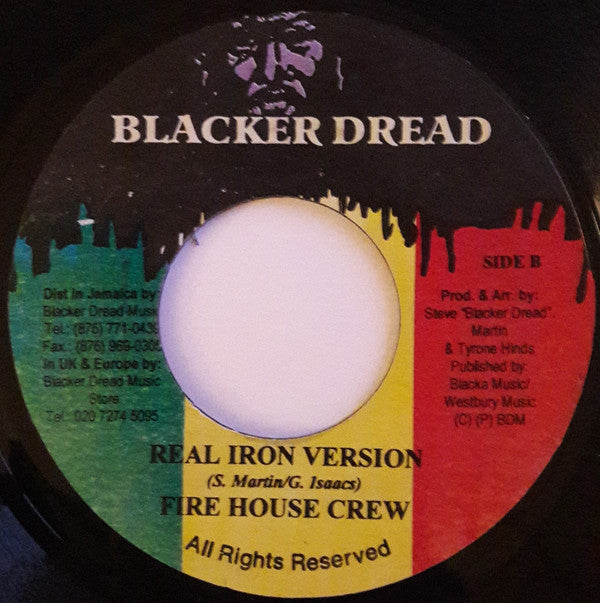 BLACKER DREAD
SIDE B
Dist in Jamaica by:
Blacker Dread Music
Tel.: (876) 771-0439
Fax.: (876) 969-0305
In UK & Europe by:
Blacker Dread Music
Store
Tel: 020 7274 5095
Prod. & Arr. by:
Steve "Blacker Dread".
Martin
& Tyrone Hinds
Published by:
Blacka Music/
Westbury Music
(C) (P) BDM
REAL IRON VERSION
(S. Martin/G. Isaacs)
FIRE HOUSE CREW
All Rights Reserved